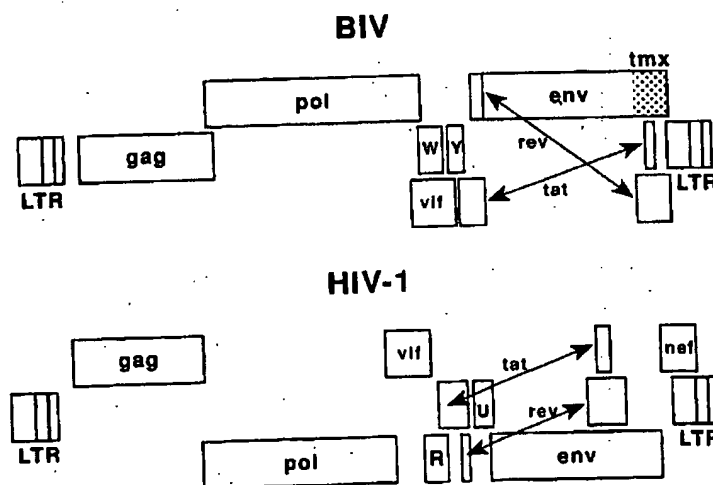 BIV
tmx
pol
env
gag
W
Y
rev
LTR
LTR
vif
tat
HIV-1
gag
vif
tat
nef
U
rev
LTR
LTR
pol
R
env